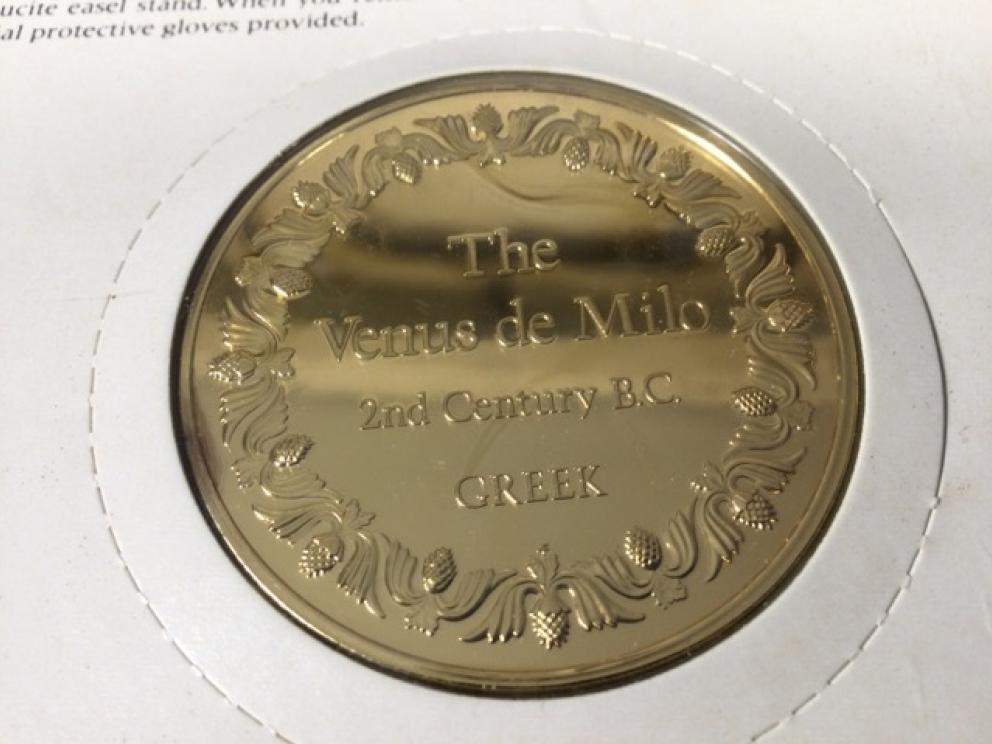 ucite easel stand. When you
al protective gloves provided.
The
Venus de Milo
2nd Century B.C.
GREEK